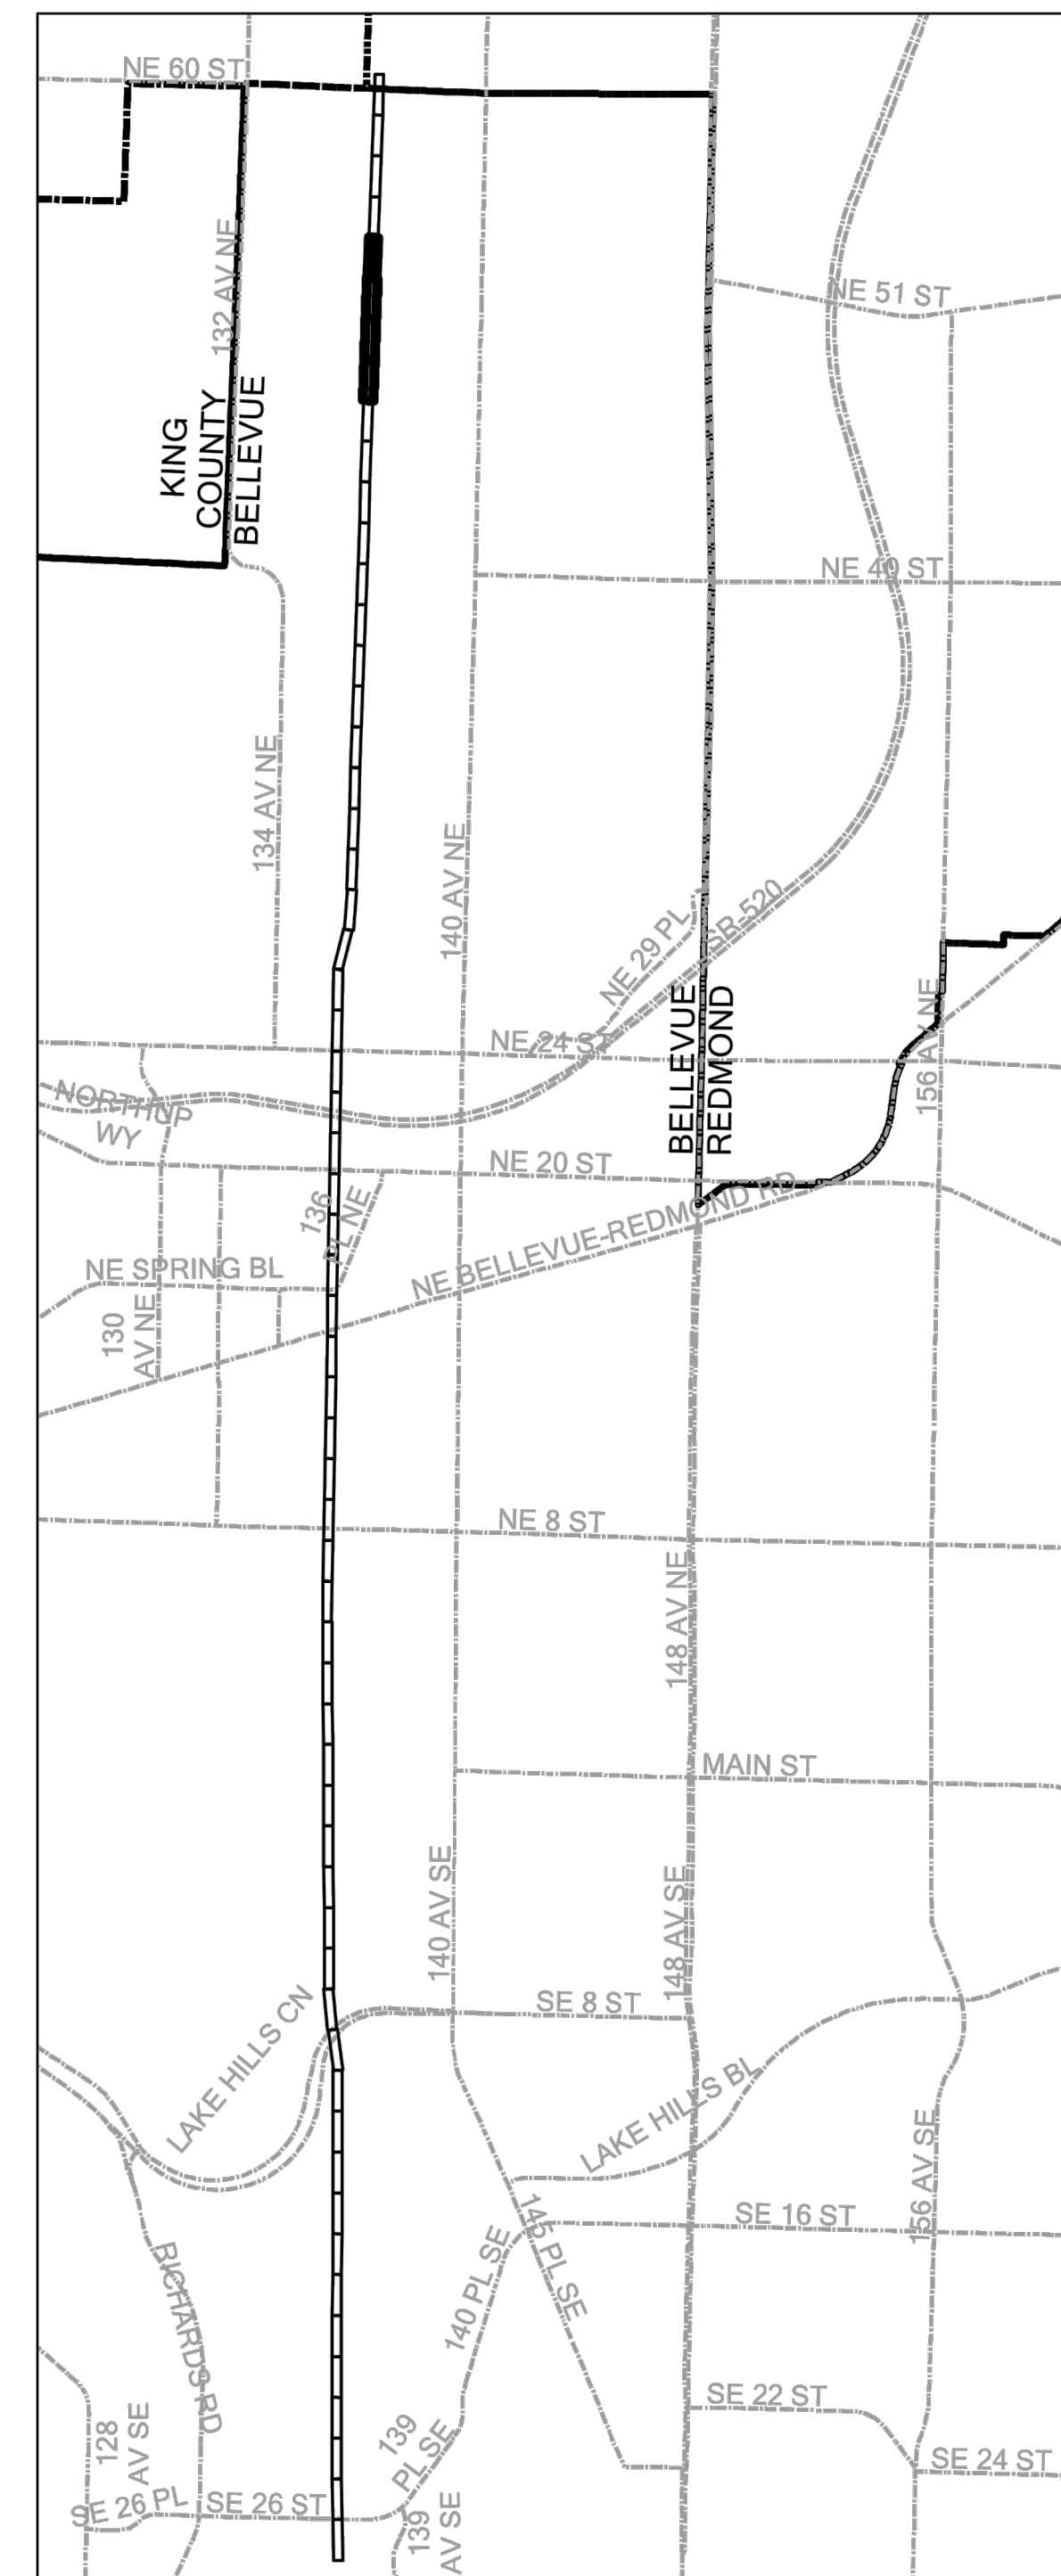 NE 60 ST
132 AV NE
NE 51 ST
KING
COUNTY
BELLEVUE
NE 40 ST
134 AV NE
140 AV NE
NE 29 PL
SR-520
BELLEVUE
REDMOND
156 AV NE
NE 24 ST
NORTHUP
WY
NE 20 ST
136
PL NE
NE BELLEVUE-REDMOND RD
NE SPRING BL
130
AV NE
NE 8 ST
148 AV NE
MAIN ST
140 AV SE
148 AV SE
SE 8 ST
LAKE HILLS CN
LAKE HILLS BL
156 AV SE
SE 16 ST
145 PL SE
140 PL SE
RICHARDS RD
SE 22 ST
128
AV SE
139
PL SE
SE 24 ST
SE 26 PL
SE 26 ST
139
AV SE